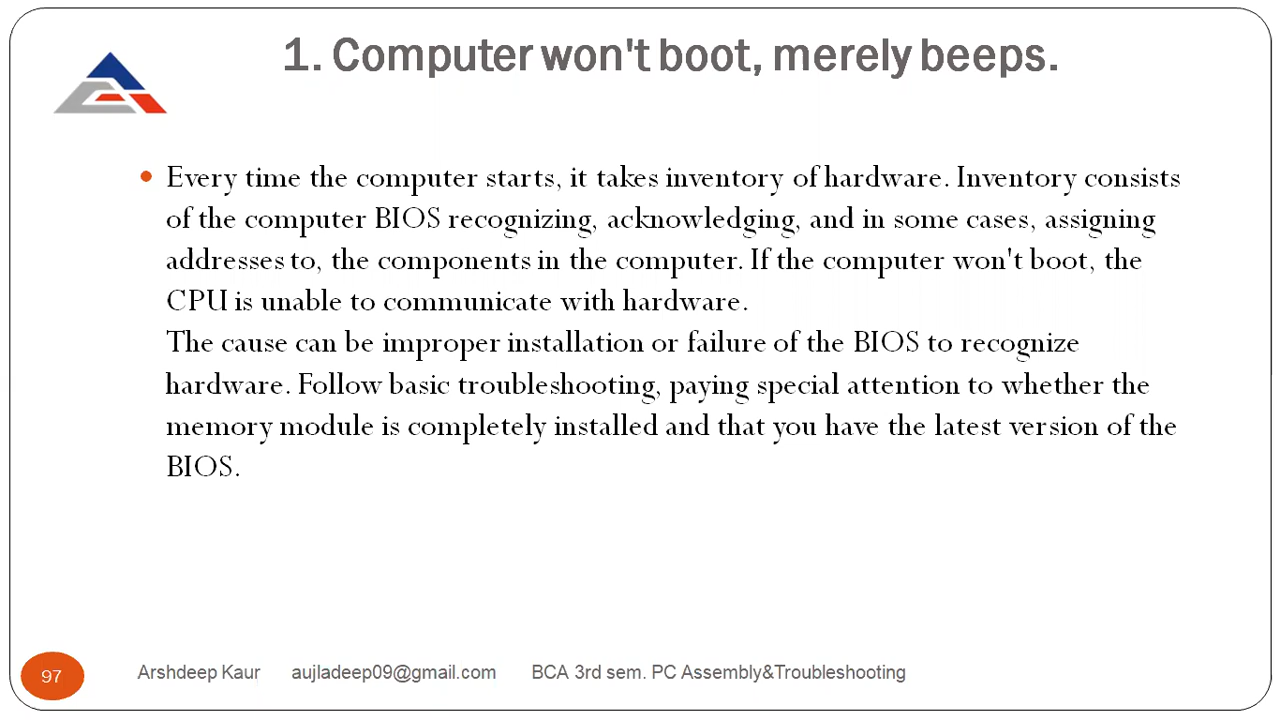 1. Computer won't boot, merely beeps.
• Every time the computer starts, it takes inventory of hardware. Inventory consists
of the computer BIOS recognizing, acknowledging, and in some cases, assigning
addresses to, the components in the computer. If the computer won't boot, the
CPU is unable to communicate with hardware.
The cause can be improper installation or failure of the BIOS to recognize
hardware. Follow basic troubleshooting, paying special attention to whether the
memory module is completely installed and that you have the latest version of the
BIOS.
97 Arshdeep Kaur aujladeep09@gmail.com BCA 3rd sem. PC Assembly&Troubleshooting